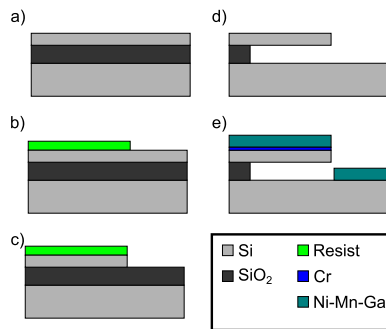 a)
d)
b)
e)
c)
Si
Resist
SiO₂
Cr
Ni-Mn-Ga